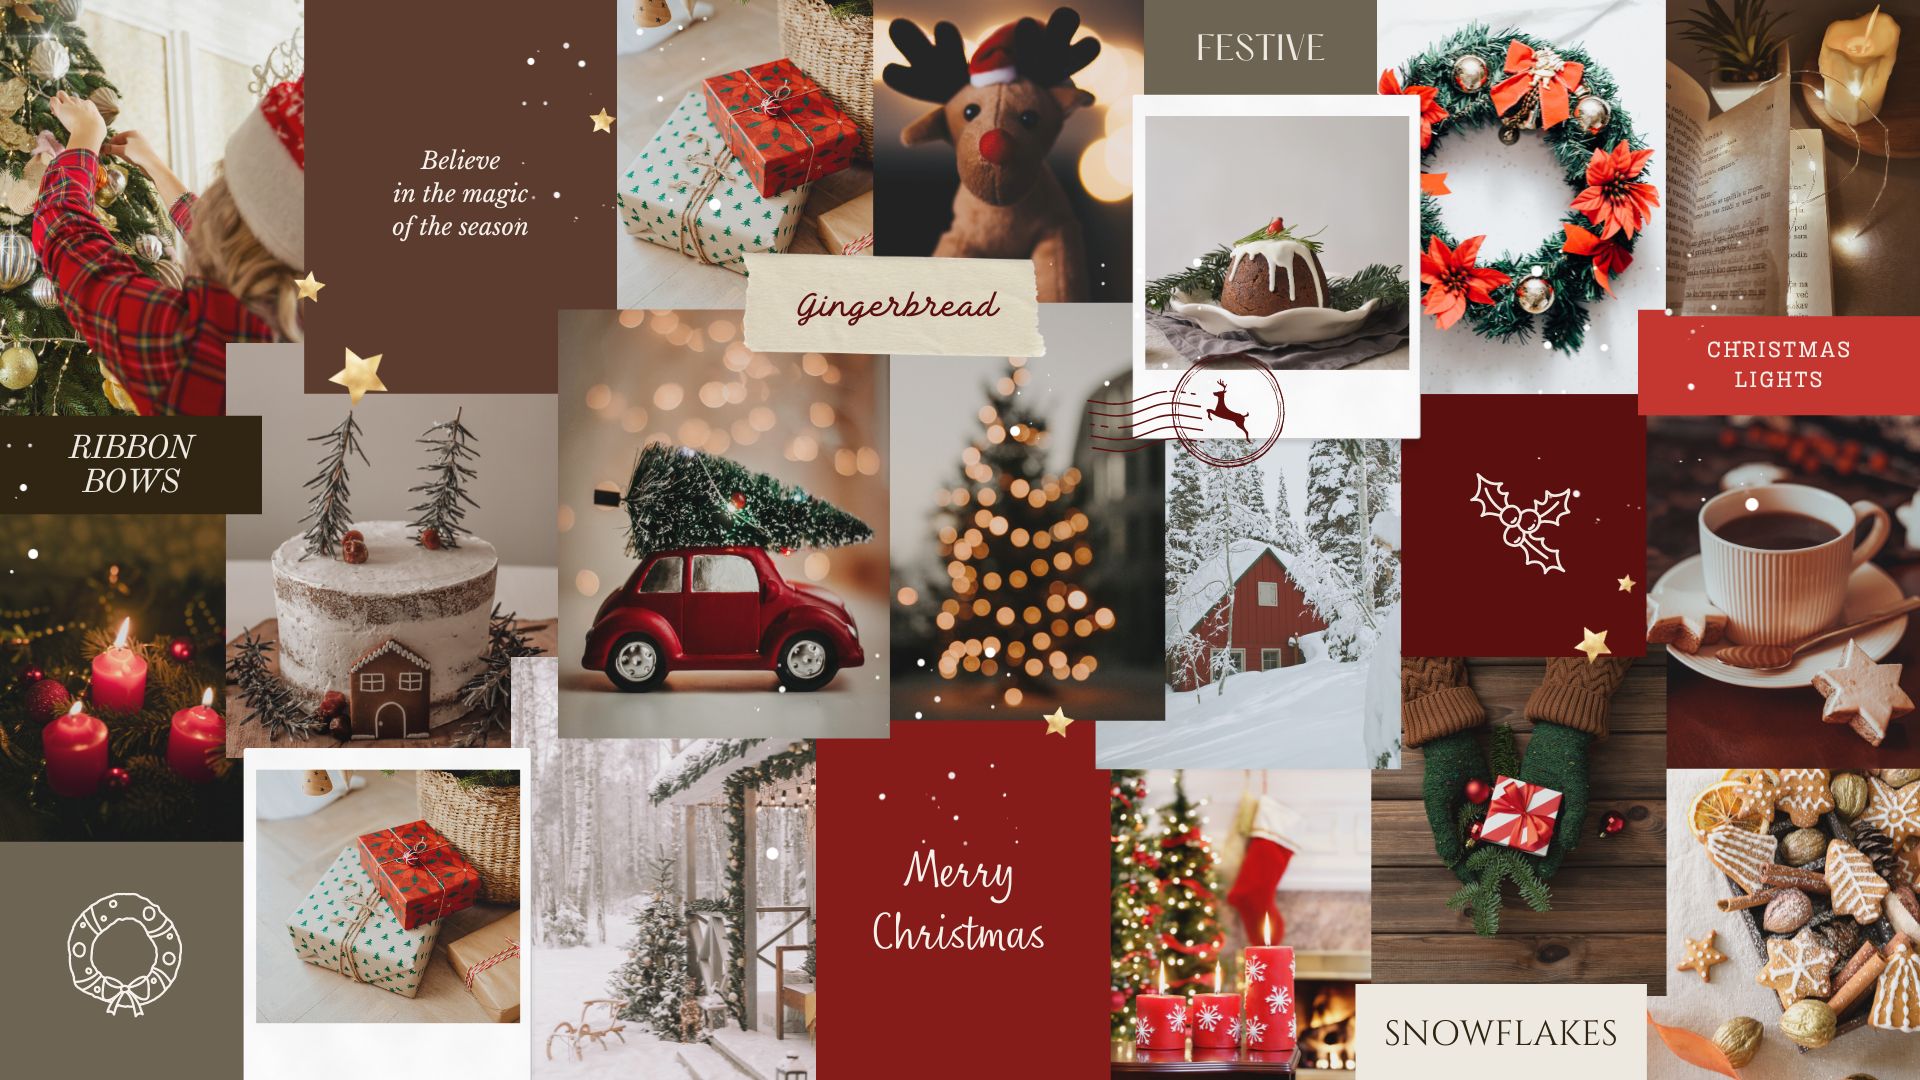 FESTIVE
Believe
in the magic
of the season
Gingerbread
CHRISTMAS
LIGHTS
RIBBON
BOWS
Merry
Christmas
SNOWFLAKES